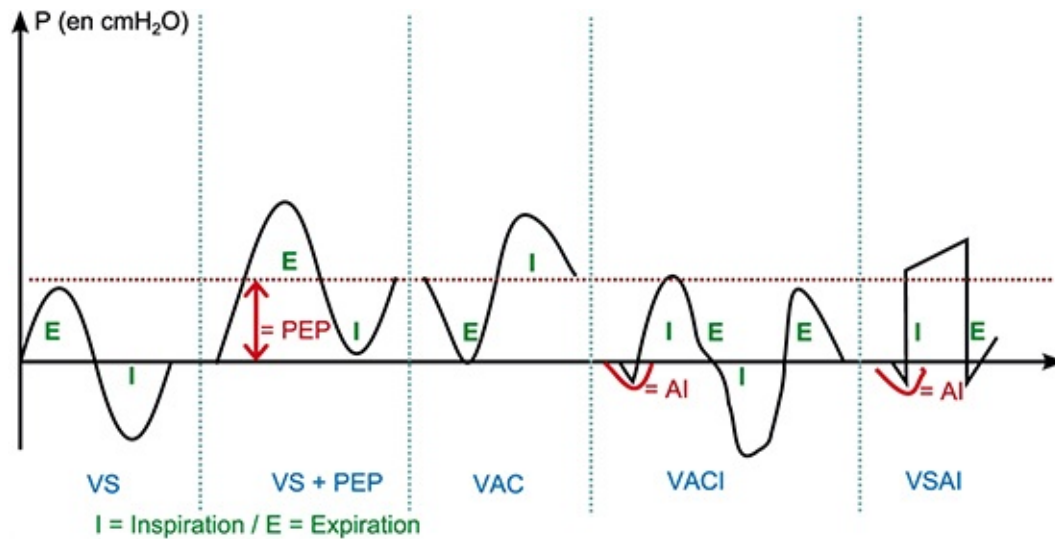 P (en cmH₂O)
E
I
E
= PEP
I
E
I
I
E
I
E
= AI
I
E
= AI
VS
VS + PEP
VAC
VACI
VSAI
I = Inspiration / E = Expiration